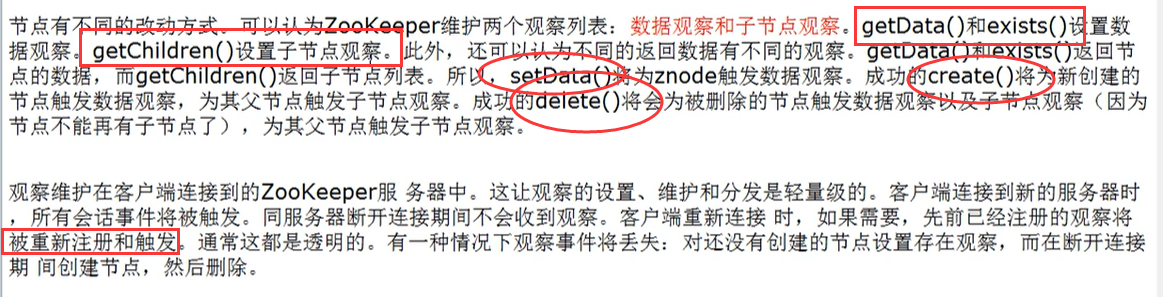 节点有不同的改动方式。可以认为ZooKeeper维护两个观察列表：数据观察和子节点观察。getData()和exists()设置数
据观察。getChildren()设置子节点观察。此外，还可以认为不同的返回数据有不同的观察。getData()和exists()返回节
点的数据，而getChildren()返回子节点列表。所以，setData()将为znode触发数据观察。成功的create()将为新创建的
节点触发数据观察，为其父节点触发子节点观察。成功的delete()将会为被删除的节点触发数据观察以及子节点观察（因为
节点不能再有子节点了），为其父节点触发子节点观察。
观察维护在客户端连接到的ZooKeeper服 务器中。这让观察的设置、维护和分发是轻量级的。客户端连接到新的服务器时
，所有会话事件将被触发。同服务器断开连接期间不会收到观察。客户端重新连接 时，如果需要，先前已经注册的观察将
被重新注册和触发。通常这都是透明的。有一种情况下观察事件将丢失：对还没有创建的节点设置存在观察，而在断开连接
期 间创建节点，然后删除。